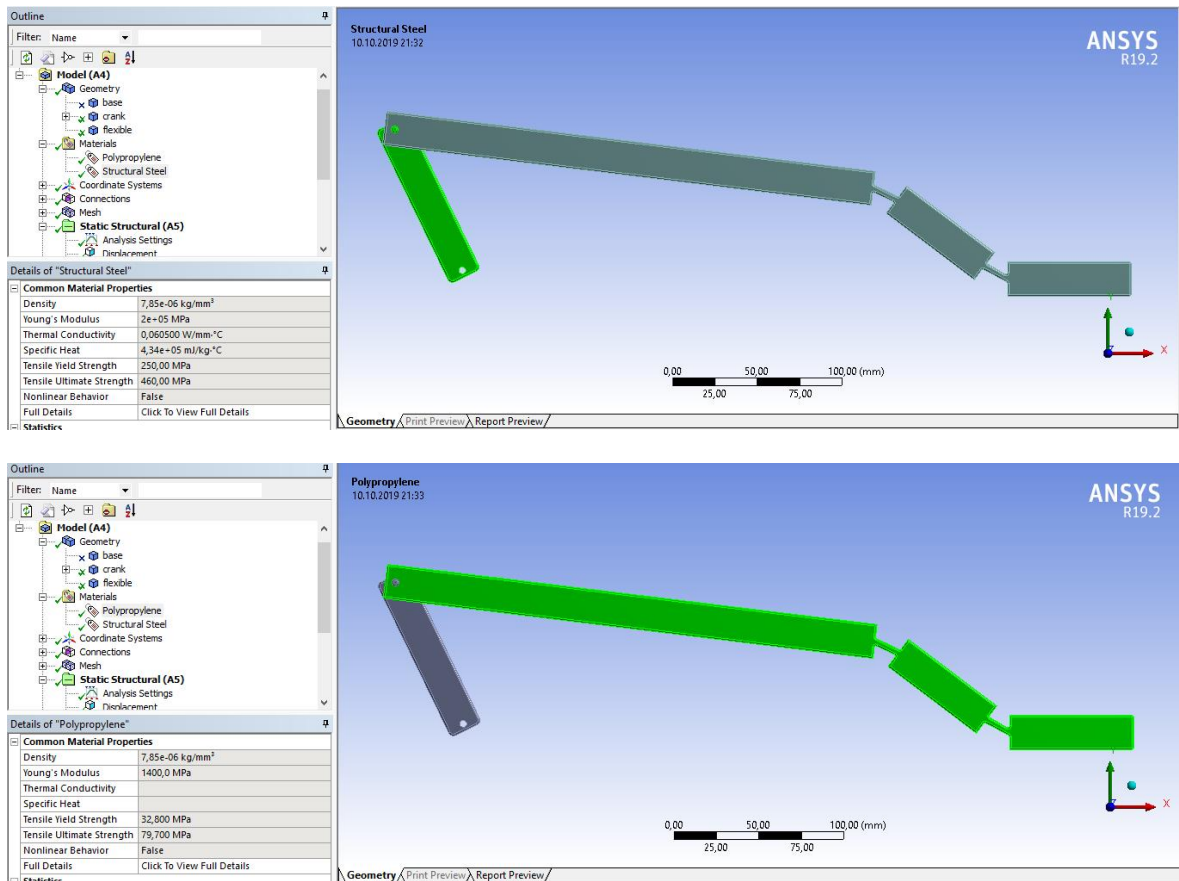 Outline
Filter: Name
Model (A4)
Geometry
base
crank
flexible
Materials
Polypropylene
Structural Steel
Coordinate Systems
Connections
Mesh
Static Structural (A5)
Analysis Settings
Displacement
Details of "Structural Steel"
Common Material Properties
Density 7,85e-06 kg/mm³
Young's Modulus 2e+05 MPa
Thermal Conductivity 0,060500 W/mm·°C
Specific Heat 4,34e+05 mJ/kg·°C
Tensile Yield Strength 250,00 MPa
Tensile Ultimate Strength 460,00 MPa
Nonlinear Behavior False
Full Details Click To View Full Details
Statistics
Structural Steel
10.10.2019 21:32
ANSYS
R19.2
Y
X
0,00 50,00 100,00 (mm)
25,00 75,00
Geometry Print Preview Report Preview
Outline
Filter: Name
Model (A4)
Geometry
base
crank
flexible
Materials
Polypropylene
Structural Steel
Coordinate Systems
Connections
Mesh
Static Structural (A5)
Analysis Settings
Displacement
Details of "Polypropylene"
Common Material Properties
Density 7,85e-06 kg/mm³
Young's Modulus 1400,0 MPa
Thermal Conductivity
Specific Heat
Tensile Yield Strength 32,800 MPa
Tensile Ultimate Strength 79,700 MPa
Nonlinear Behavior False
Full Details Click To View Full Details
Statistics
Polypropylene
10.10.2019 21:33
ANSYS
R19.2
X
0,00 50,00 100,00 (mm)
25,00 75,00
Geometry Print Preview Report Preview